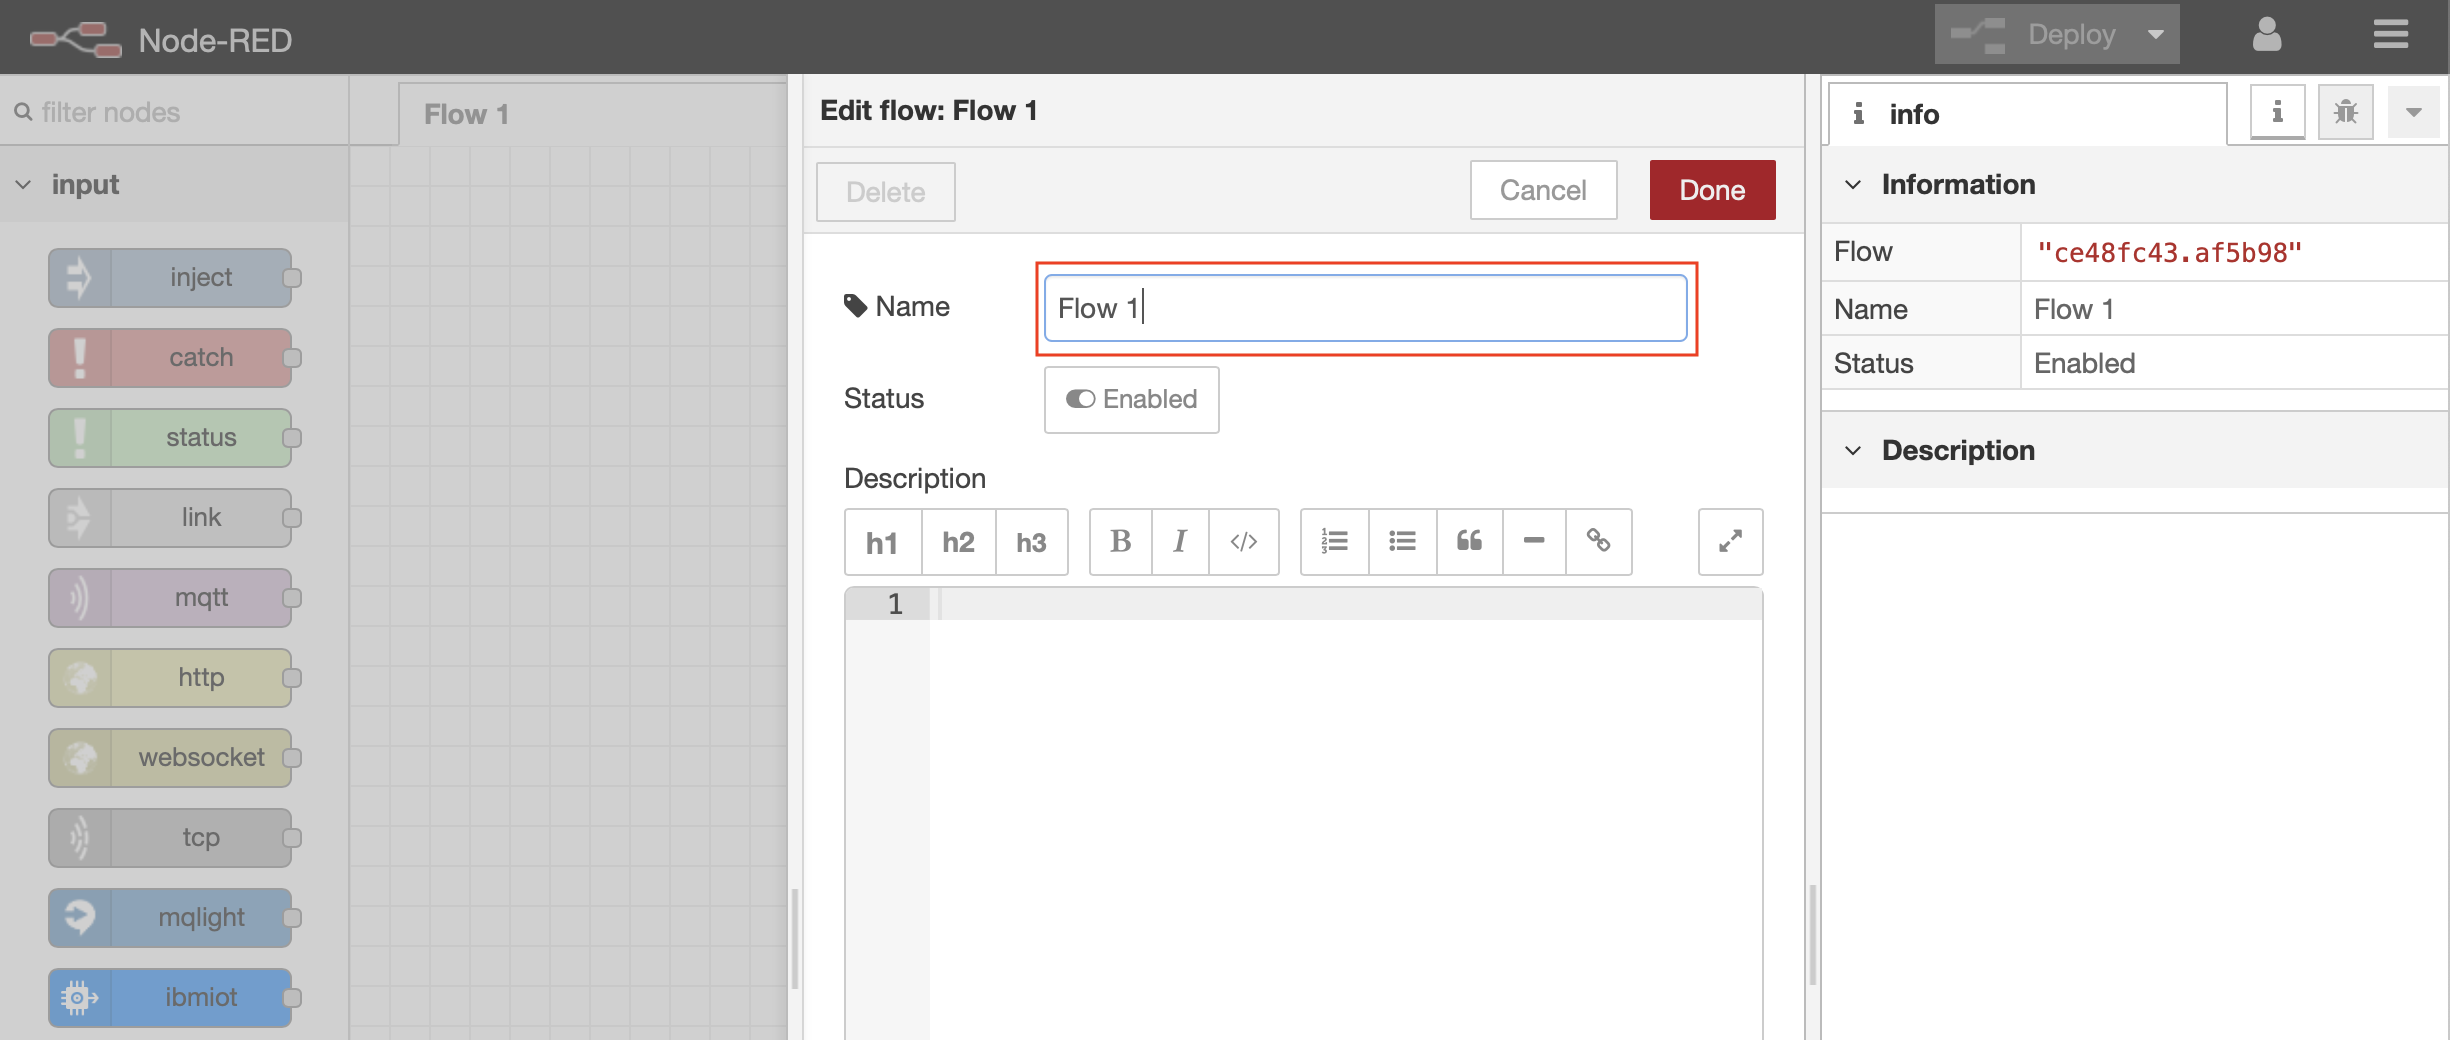 Node-RED
Deploy
filter nodes
Flow 1
input
inject
catch
status
link
mqtt
http
websocket
tcp
mqlight
ibmiot
Edit flow: Flow 1
Delete
Cancel
Done
Name
Flow 1
Status
Enabled
Description
h1
h2
h3
B
I
</>
1
info
Information
Flow
"ce48fc43.af5b98"
Name
Flow 1
Status
Enabled
Description